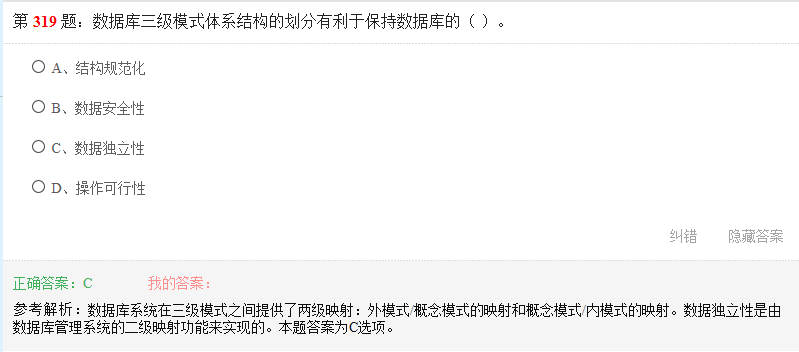 第 319 题：数据库三级模式体系结构的划分有利于保持数据库的（ ）。
A、结构规范化
B、数据安全性
C、数据独立性
D、操作可行性
纠错 隐藏答案
正确答案：C 我的答案：
参考解析：数据库系统在三级模式之间提供了两级映射：外模式/概念模式的映射和概念模式/内模式的映射。数据独立性是由
数据库管理系统的二级映射功能来实现的。本题答案为C选项。